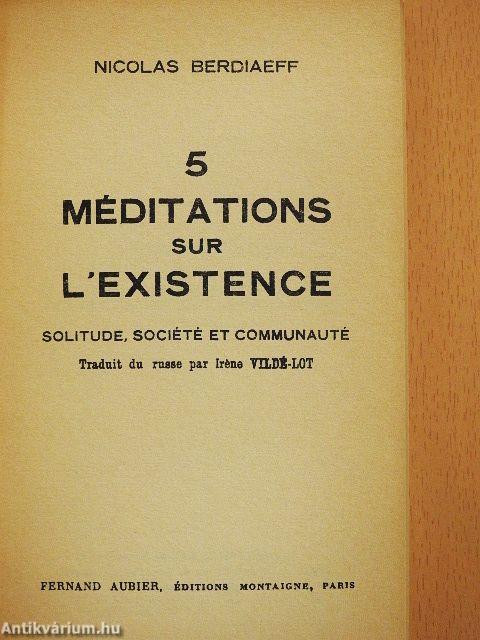 NICOLAS BERDIAEFF
5
MÉDITATIONS
SUR
L'EXISTENCE
SOLITUDE, SOCIÉTÉ ET COMMUNAUTÉ
Traduit du russe par Irène VILDÉ-LOT
FERNAND AUBIER, ÉDITIONS MONTAIGNE, PARIS
Antikvárium.hu